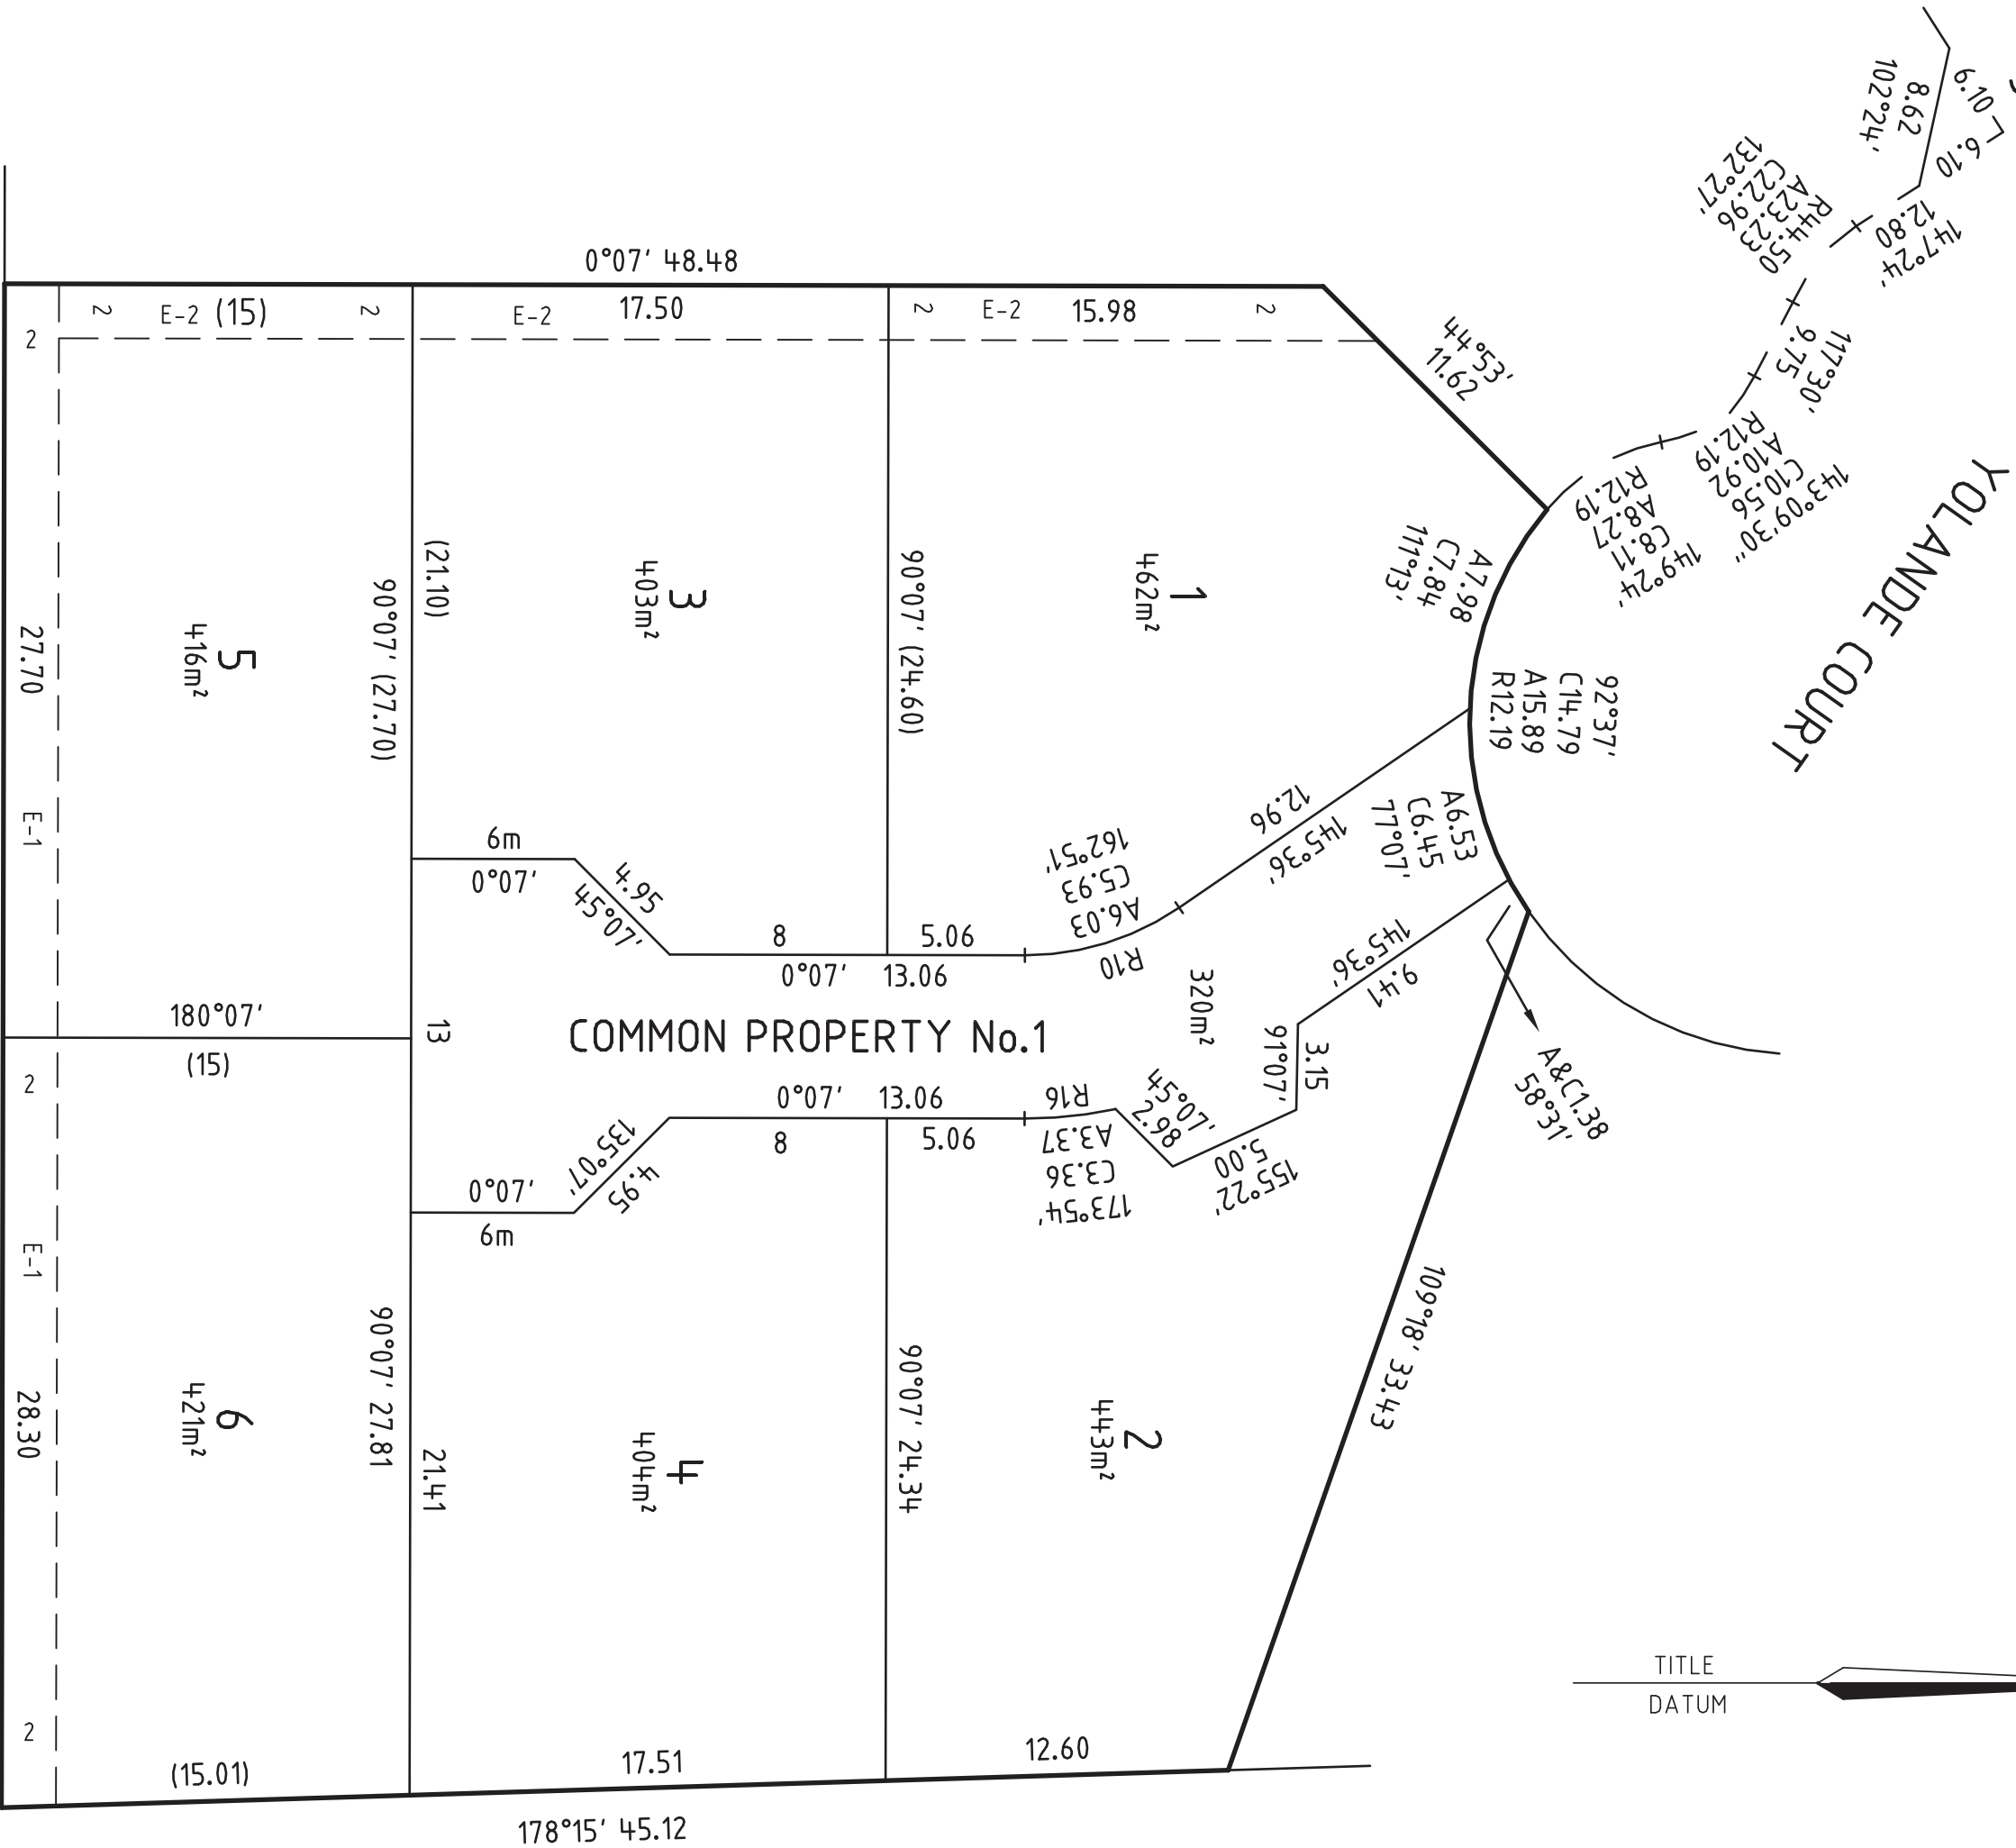 102°24'
8.62
6.10
6.10
147°24'
12.80
R44.50
A23.23
C22.96
132°27'
117°30'
9.75
R12.19
A10.92
C10.56
143°09'30"
R12.19
A8.27
C8.11
149°24'
YOLANDE COURT
0°07' 48.48
2
E-2 (15)
2
E-2
17.50
2
E-2
15.98
2
44°53'
11.62
2
A7.98
C7.84
111°13'
92°37'
C14.79
A15.89
R12.19
A6.53
C6.45
77°07'
5
416m²
27.70
E-1
90°07' (27.70)
(21.10)
3
403m²
90°07' (24.60)
1
462m²
6m
0°07'
4.95
45°07'
8
5.06
0°07' 13.06
162°51'
C5.93
A6.03
R10
12.96
145°36'
180°07'
(15)
13
COMMON PROPERTY No.1
320m²
145°36'
9.41
3.15
91°07'
A&C1.38
58°31'
0°07' 13.06
8
5.06
R16
A3.37
C3.36
173°54'
45°07'
2.98
5.00
155°22'
135°07'
4.95
0°07'
6m
2
E-1
28.30
6
421m²
90°07' 27.81
21.41
4
404m²
90°07' 24.34
2
443m²
109°18' 33.43
2
(15.01)
17.51
12.60
178°15' 45.12
TITLE
DATUM